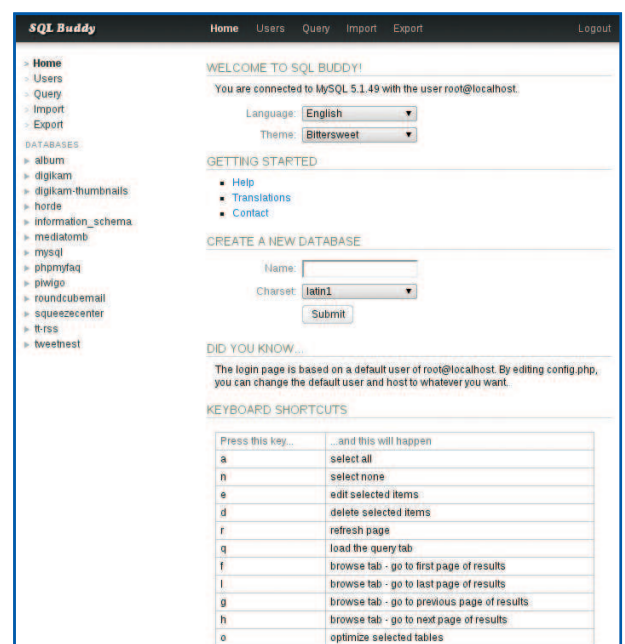 SQL Buddy
Home Users Query Import Export Logout
Home
Users
Query
Import
Export
DATABASES
album
digikam
digikam-thumbnails
horde
information_schema
mediatomb
mysql
phpmyfaq
piwigo
roundcubemail
squeezecenter
tt-rss
tweetnest
WELCOME TO SQL BUDDY!
You are connected to MySQL 5.1.49 with the user root@localhost.
Language: English
Theme: Bittersweet
GETTING STARTED
Help
Translations
Contact
CREATE A NEW DATABASE
Name:
Charset: latin1
Submit
DID YOU KNOW...
The login page is based on a default user of root@localhost. By editing config.php,
you can change the default user and host to whatever you want.
KEYBOARD SHORTCUTS
Press this key... ...and this will happen
a select all
n select none
e edit selected items
d delete selected items
r refresh page
q load the query tab
f browse tab - go to first page of results
l browse tab - go to last page of results
g browse tab - go to previous page of results
h browse tab - go to next page of results
o optimize selected tables